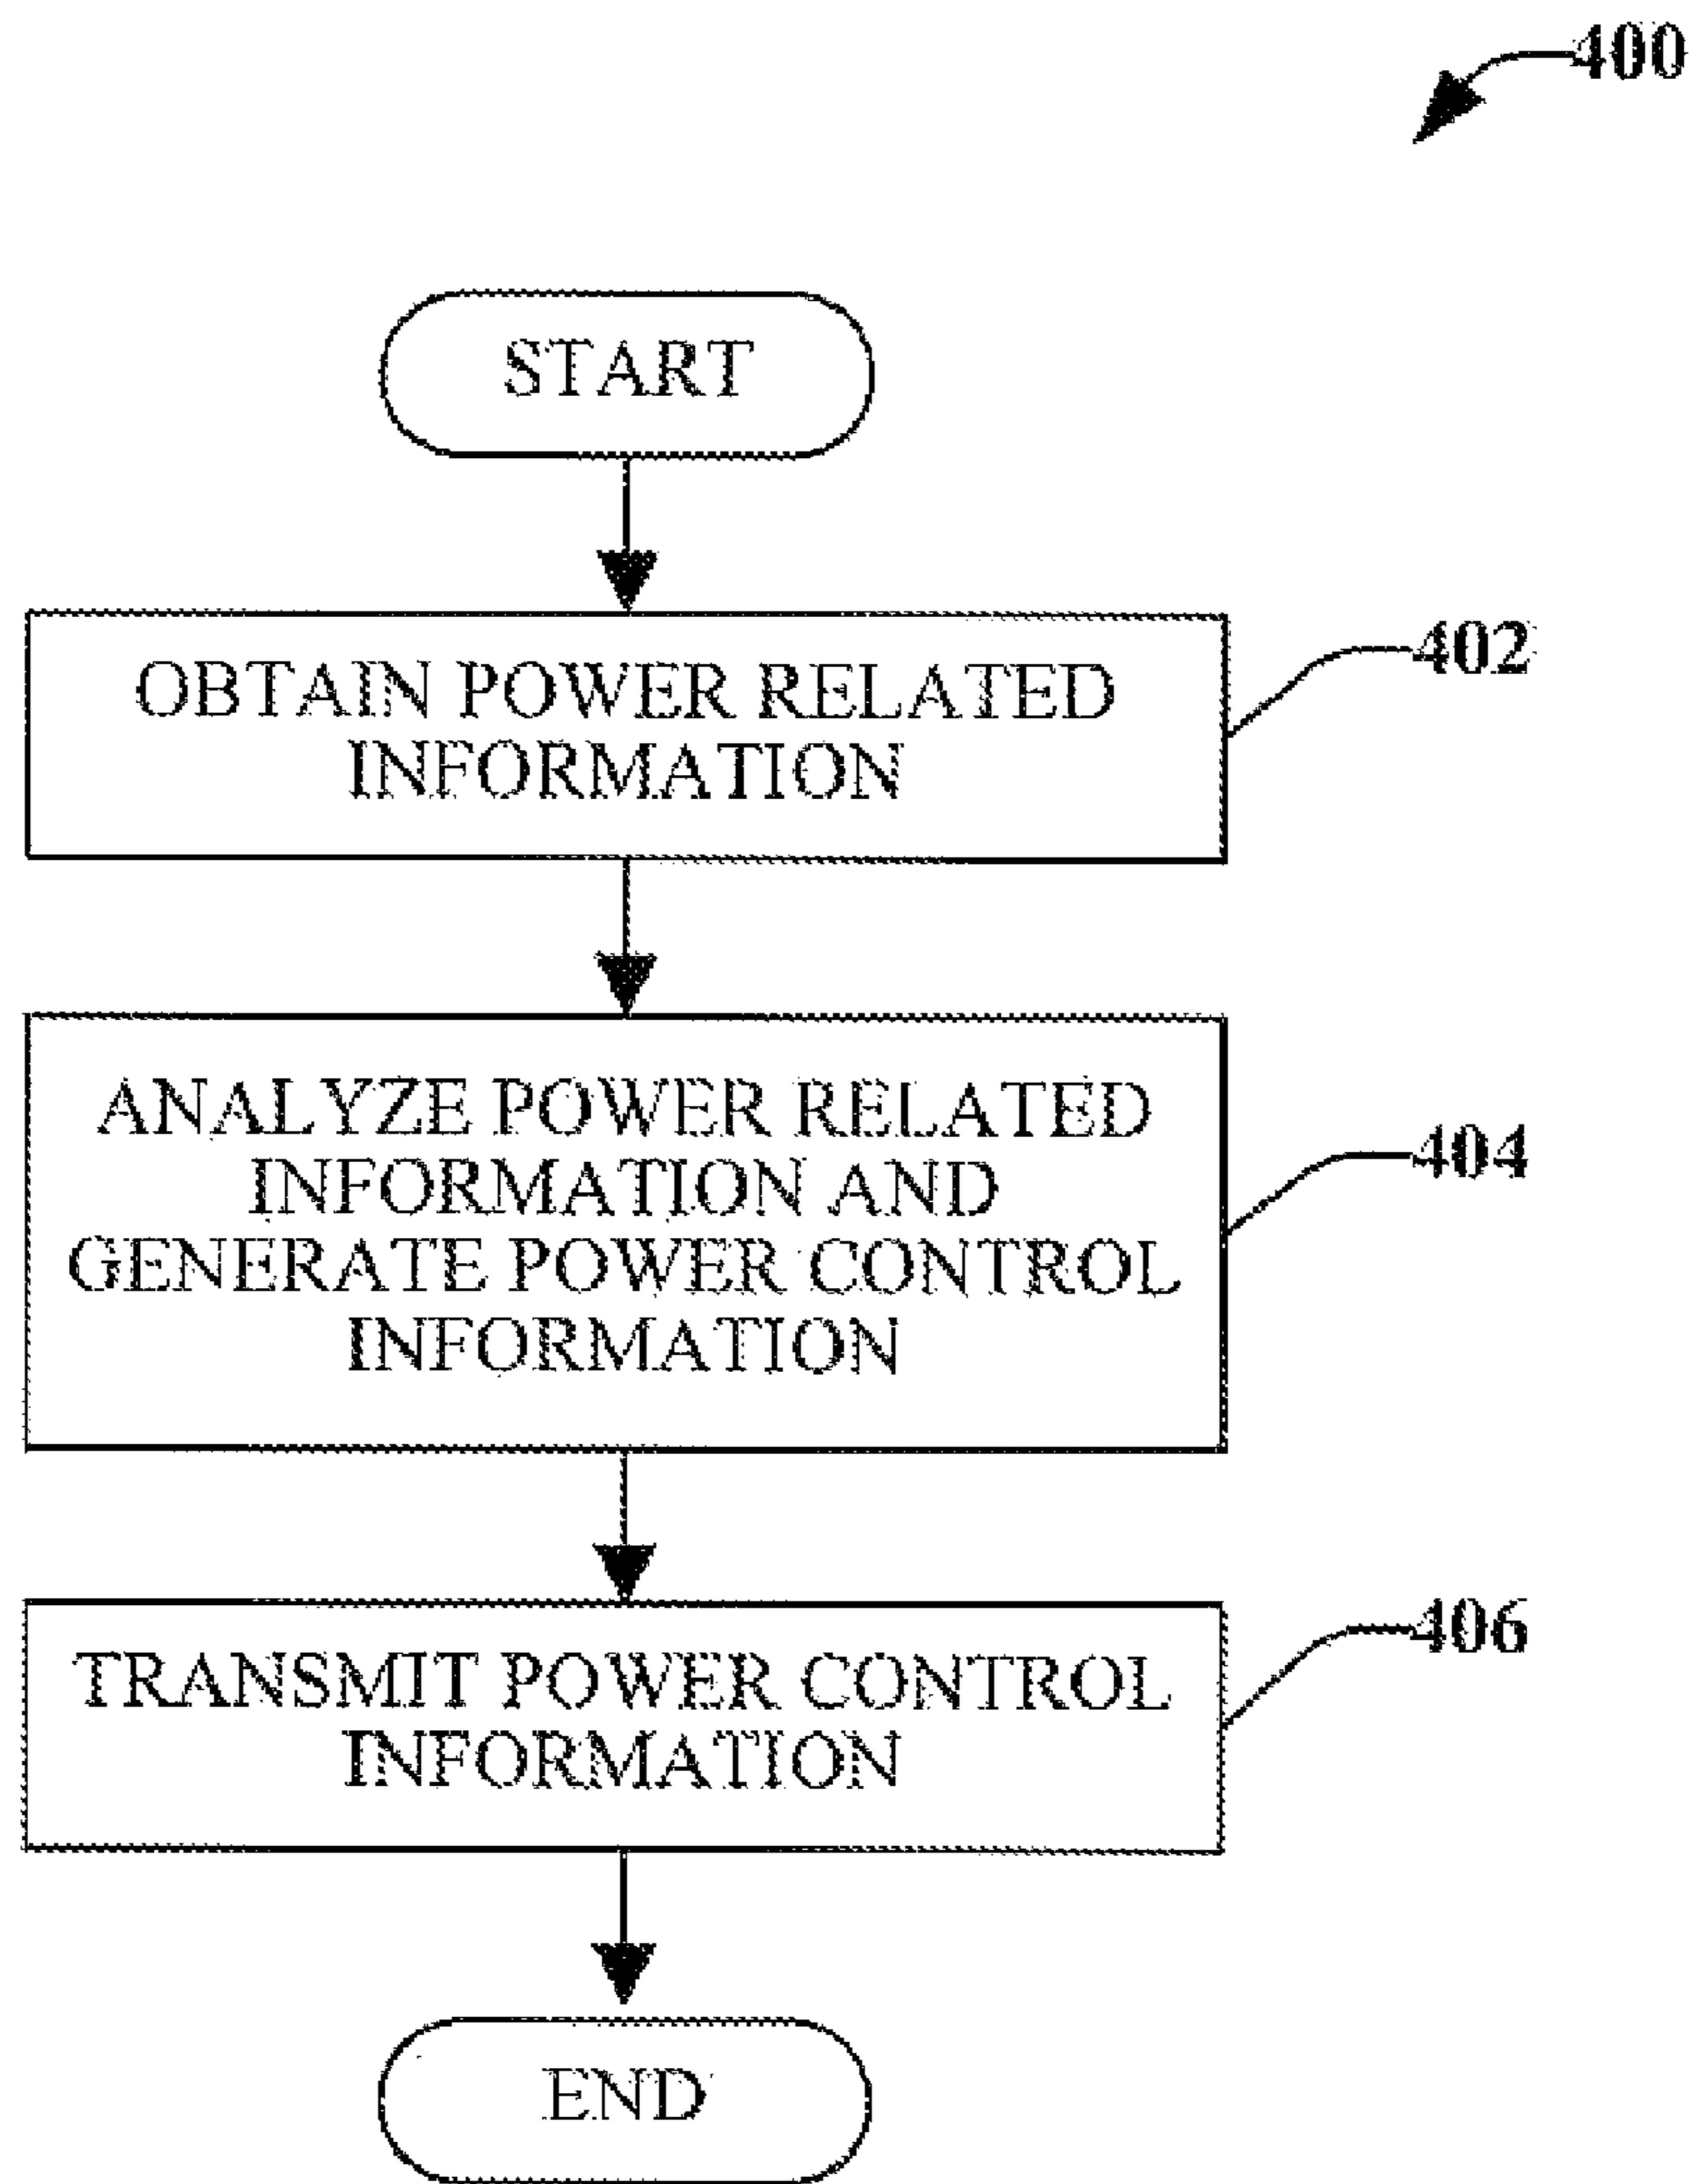 400
START
OBTAIN POWER RELATED
INFORMATION
402
ANALYZE POWER RELATED
INFORMATION AND
GENERATE POWER CONTROL
INFORMATION
404
TRANSMIT POWER CONTROL
INFORMATION
406
END